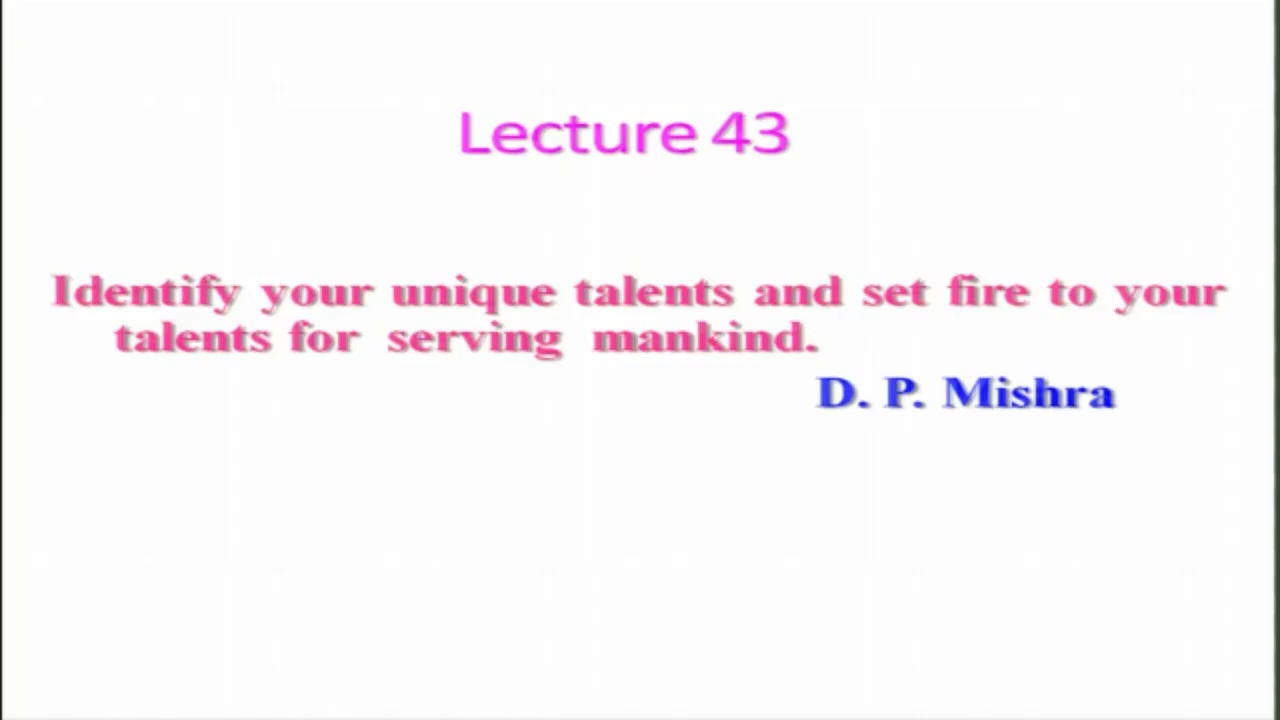 Lecture 43
Identify your unique talents and set fire to your
talents for serving mankind.
D. P. Mishra